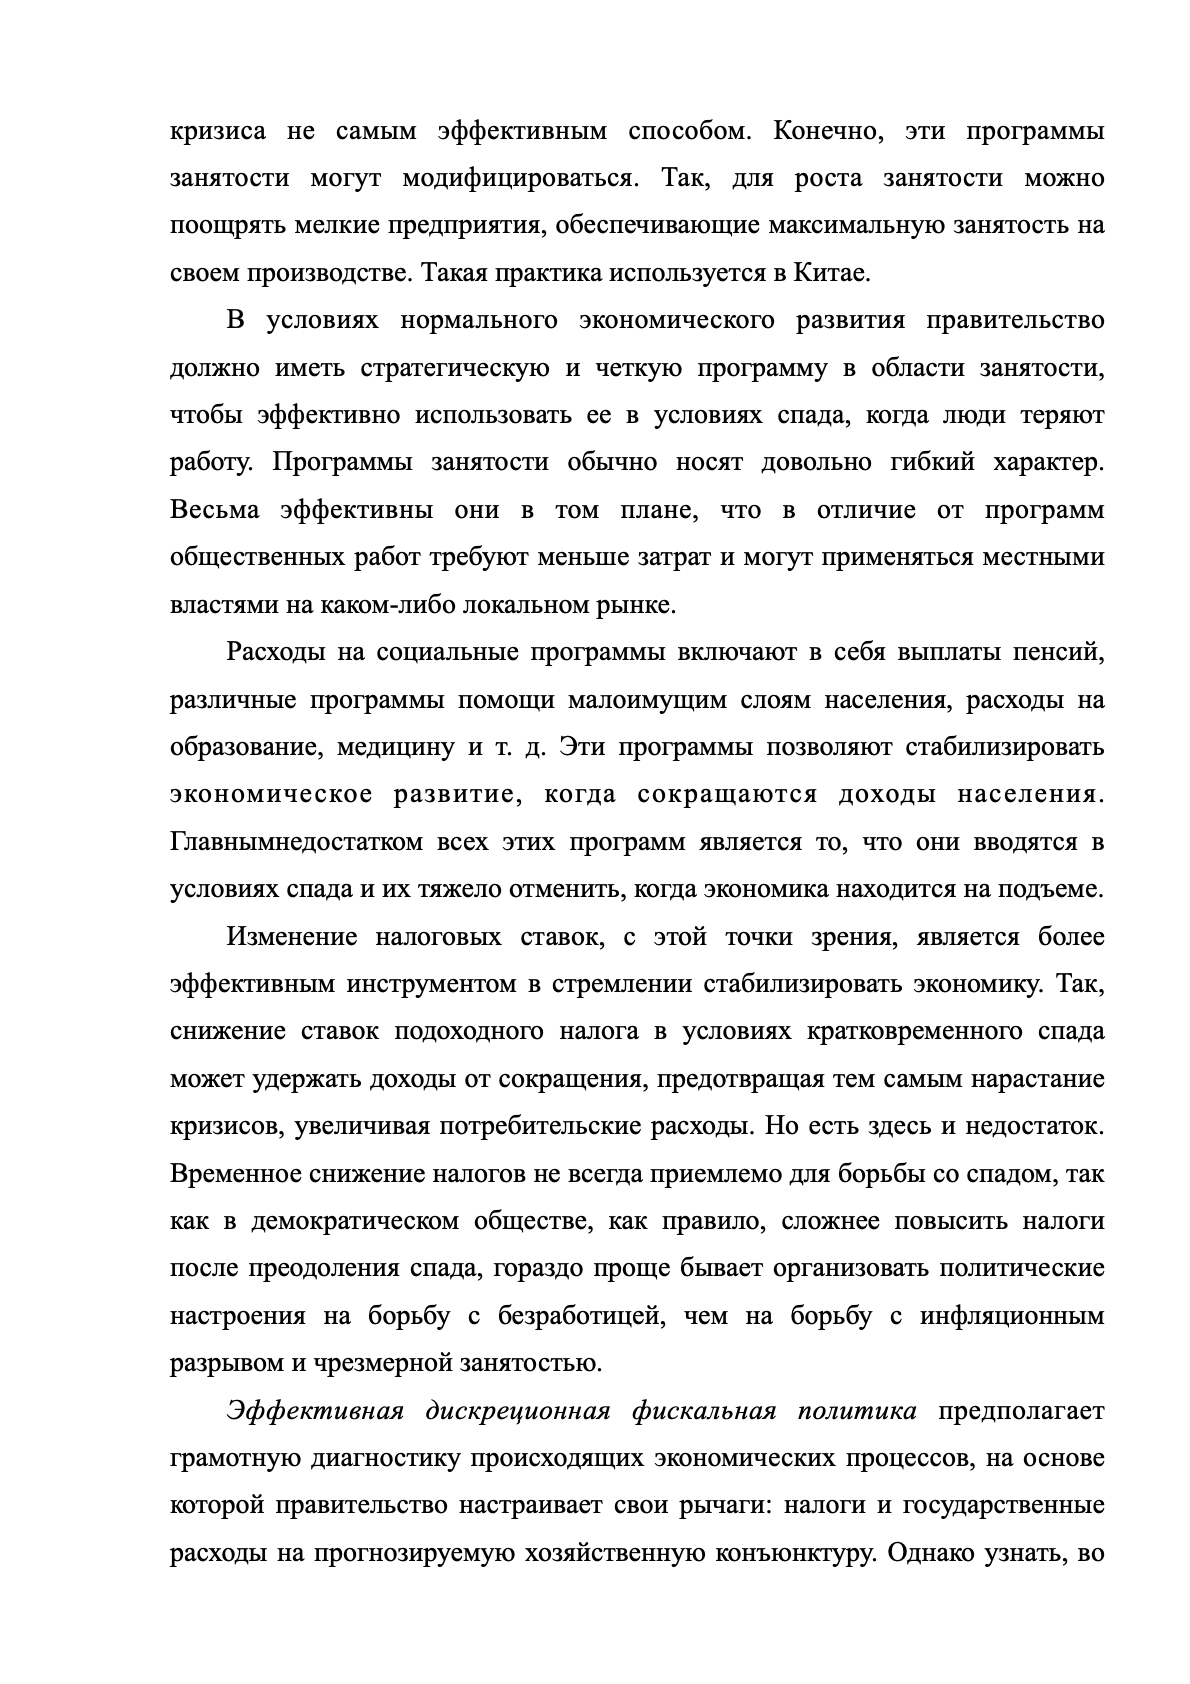 кризиса не самым эффективным способом. Конечно, эти программы
занятости могут модифицироваться. Так, для роста занятости можно
поощрять мелкие предприятия, обеспечивающие максимальную занятость на
своем производстве. Такая практика используется в Китае.
В условиях нормального экономического развития правительство
должно иметь стратегическую и четкую программу в области занятости,
чтобы эффективно использовать ее в условиях спада, когда люди теряют
работу. Программы занятости обычно носят довольно гибкий характер.
Весьма эффективны они в том плане, что в отличие от программ
общественных работ требуют меньше затрат и могут применяться местными
властями на каком-либо локальном рынке.
Расходы на социальные программы включают в себя выплаты пенсий,
различные программы помощи малоимущим слоям населения, расходы на
образование, медицину и т. д. Эти программы позволяют стабилизировать
экономическое развитие, когда сокращаются доходы населения.
Главнымнедостатком всех этих программ является то, что они вводятся в
условиях спада и их тяжело отменить, когда экономика находится на подъеме.
Изменение налоговых ставок, с этой точки зрения, является более
эффективным инструментом в стремлении стабилизировать экономику. Так,
снижение ставок подоходного налога в условиях кратковременного спада
может удержать доходы от сокращения, предотвращая тем самым нарастание
кризисов, увеличивая потребительские расходы. Но есть здесь и недостаток.
Временное снижение налогов не всегда приемлемо для борьбы со спадом, так
как в демократическом обществе, как правило, сложнее повысить налоги
после преодоления спада, гораздо проще бывает организовать политические
настроения на борьбу с безработицей, чем на борьбу с инфляционным
разрывом и чрезмерной занятостью.
Эффективная дискреционная фискальная политика предполагает
грамотную диагностику происходящих экономических процессов, на основе
которой правительство настраивает свои рычаги: налоги и государственные
расходы на прогнозируемую хозяйственную конъюнктуру. Однако узнать, во